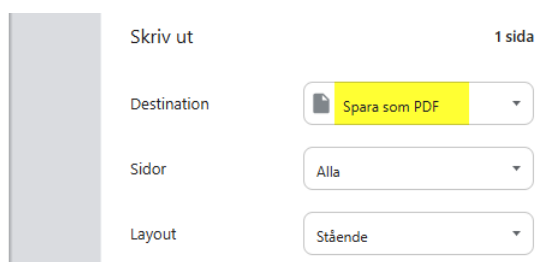 Skriv ut 1 sida
Destination Spara som PDF
Sidor Alla
Layout Stående